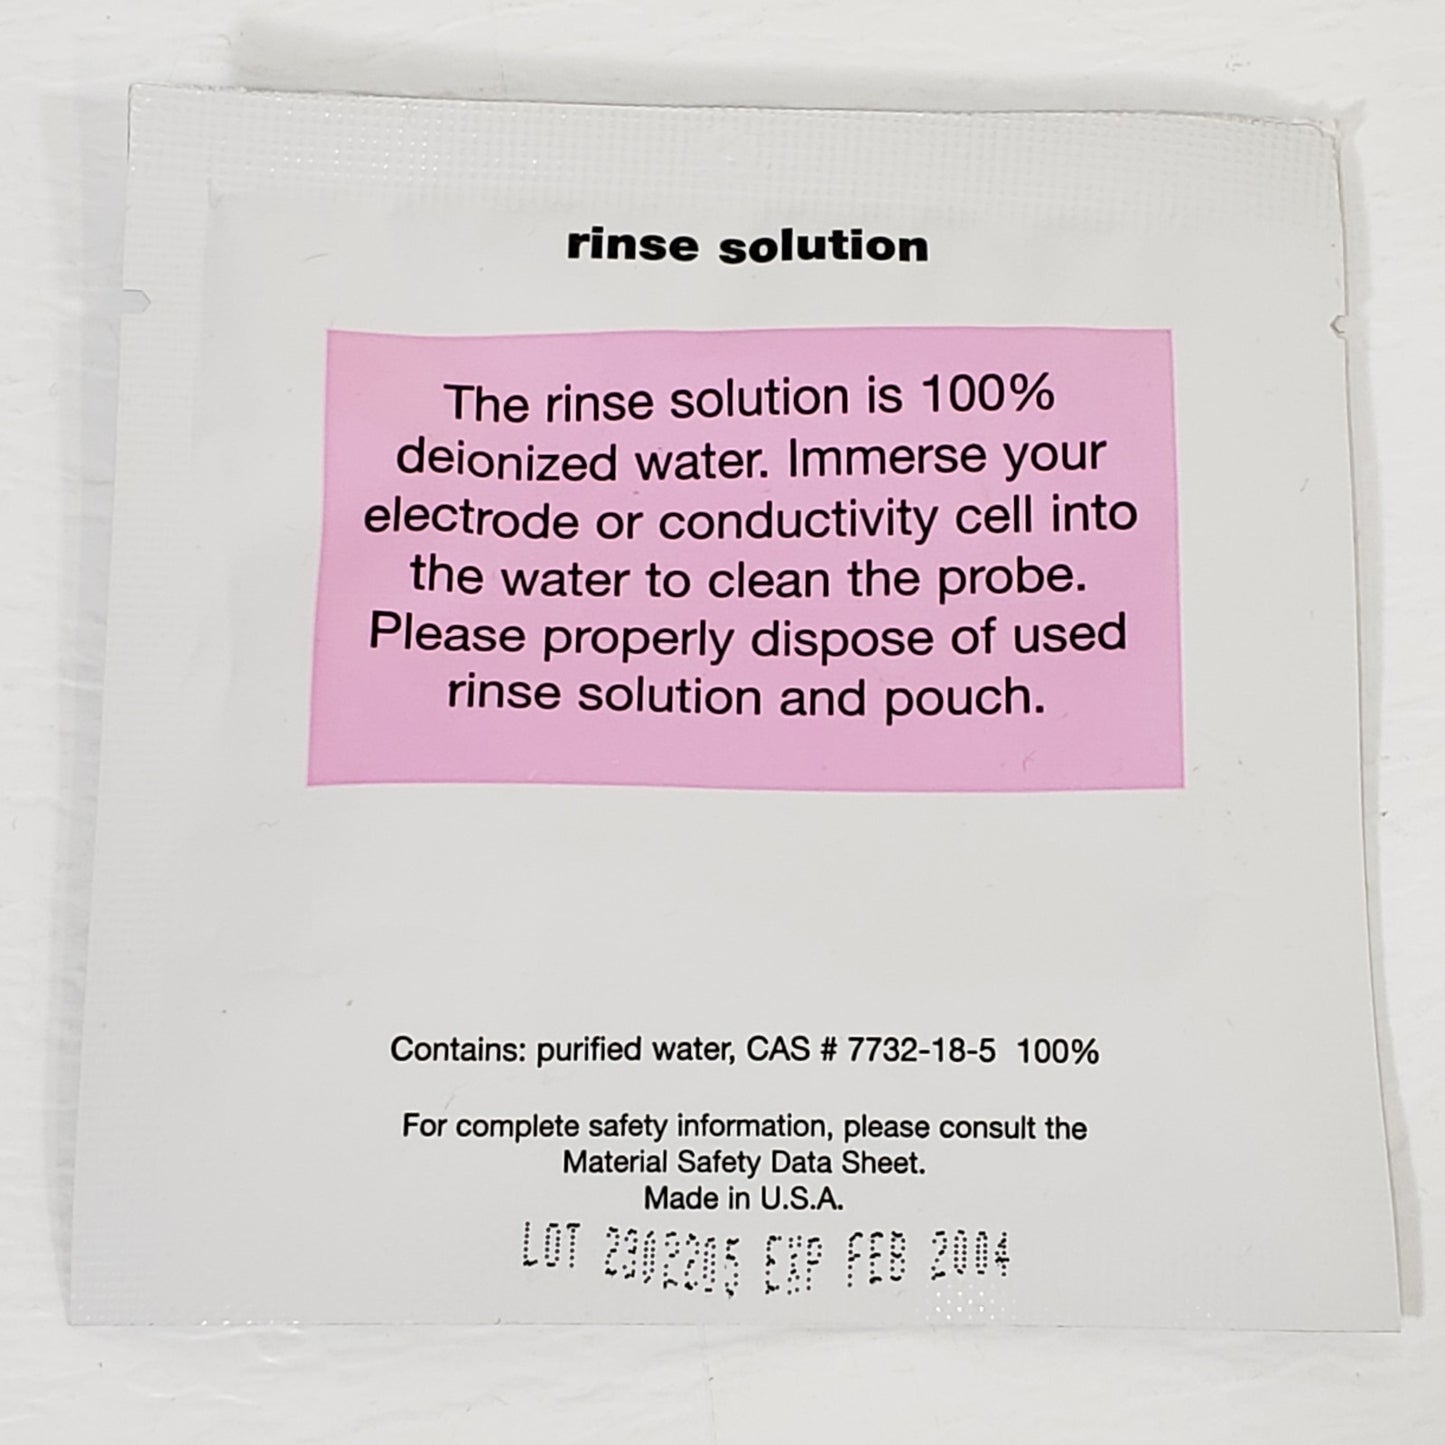 rinse solution
The rinse solution is 100%
deionized water. Immerse your
electrode or conductivity cell into
the water to clean the probe.
Please properly dispose of used
rinse solution and pouch.
Contains: purified water, CAS # 7732-18-5 100%
For complete safety information, please consult the
Material Safety Data Sheet.
Made in U.S.A.
LOT 2302205 EXP FEB 2004